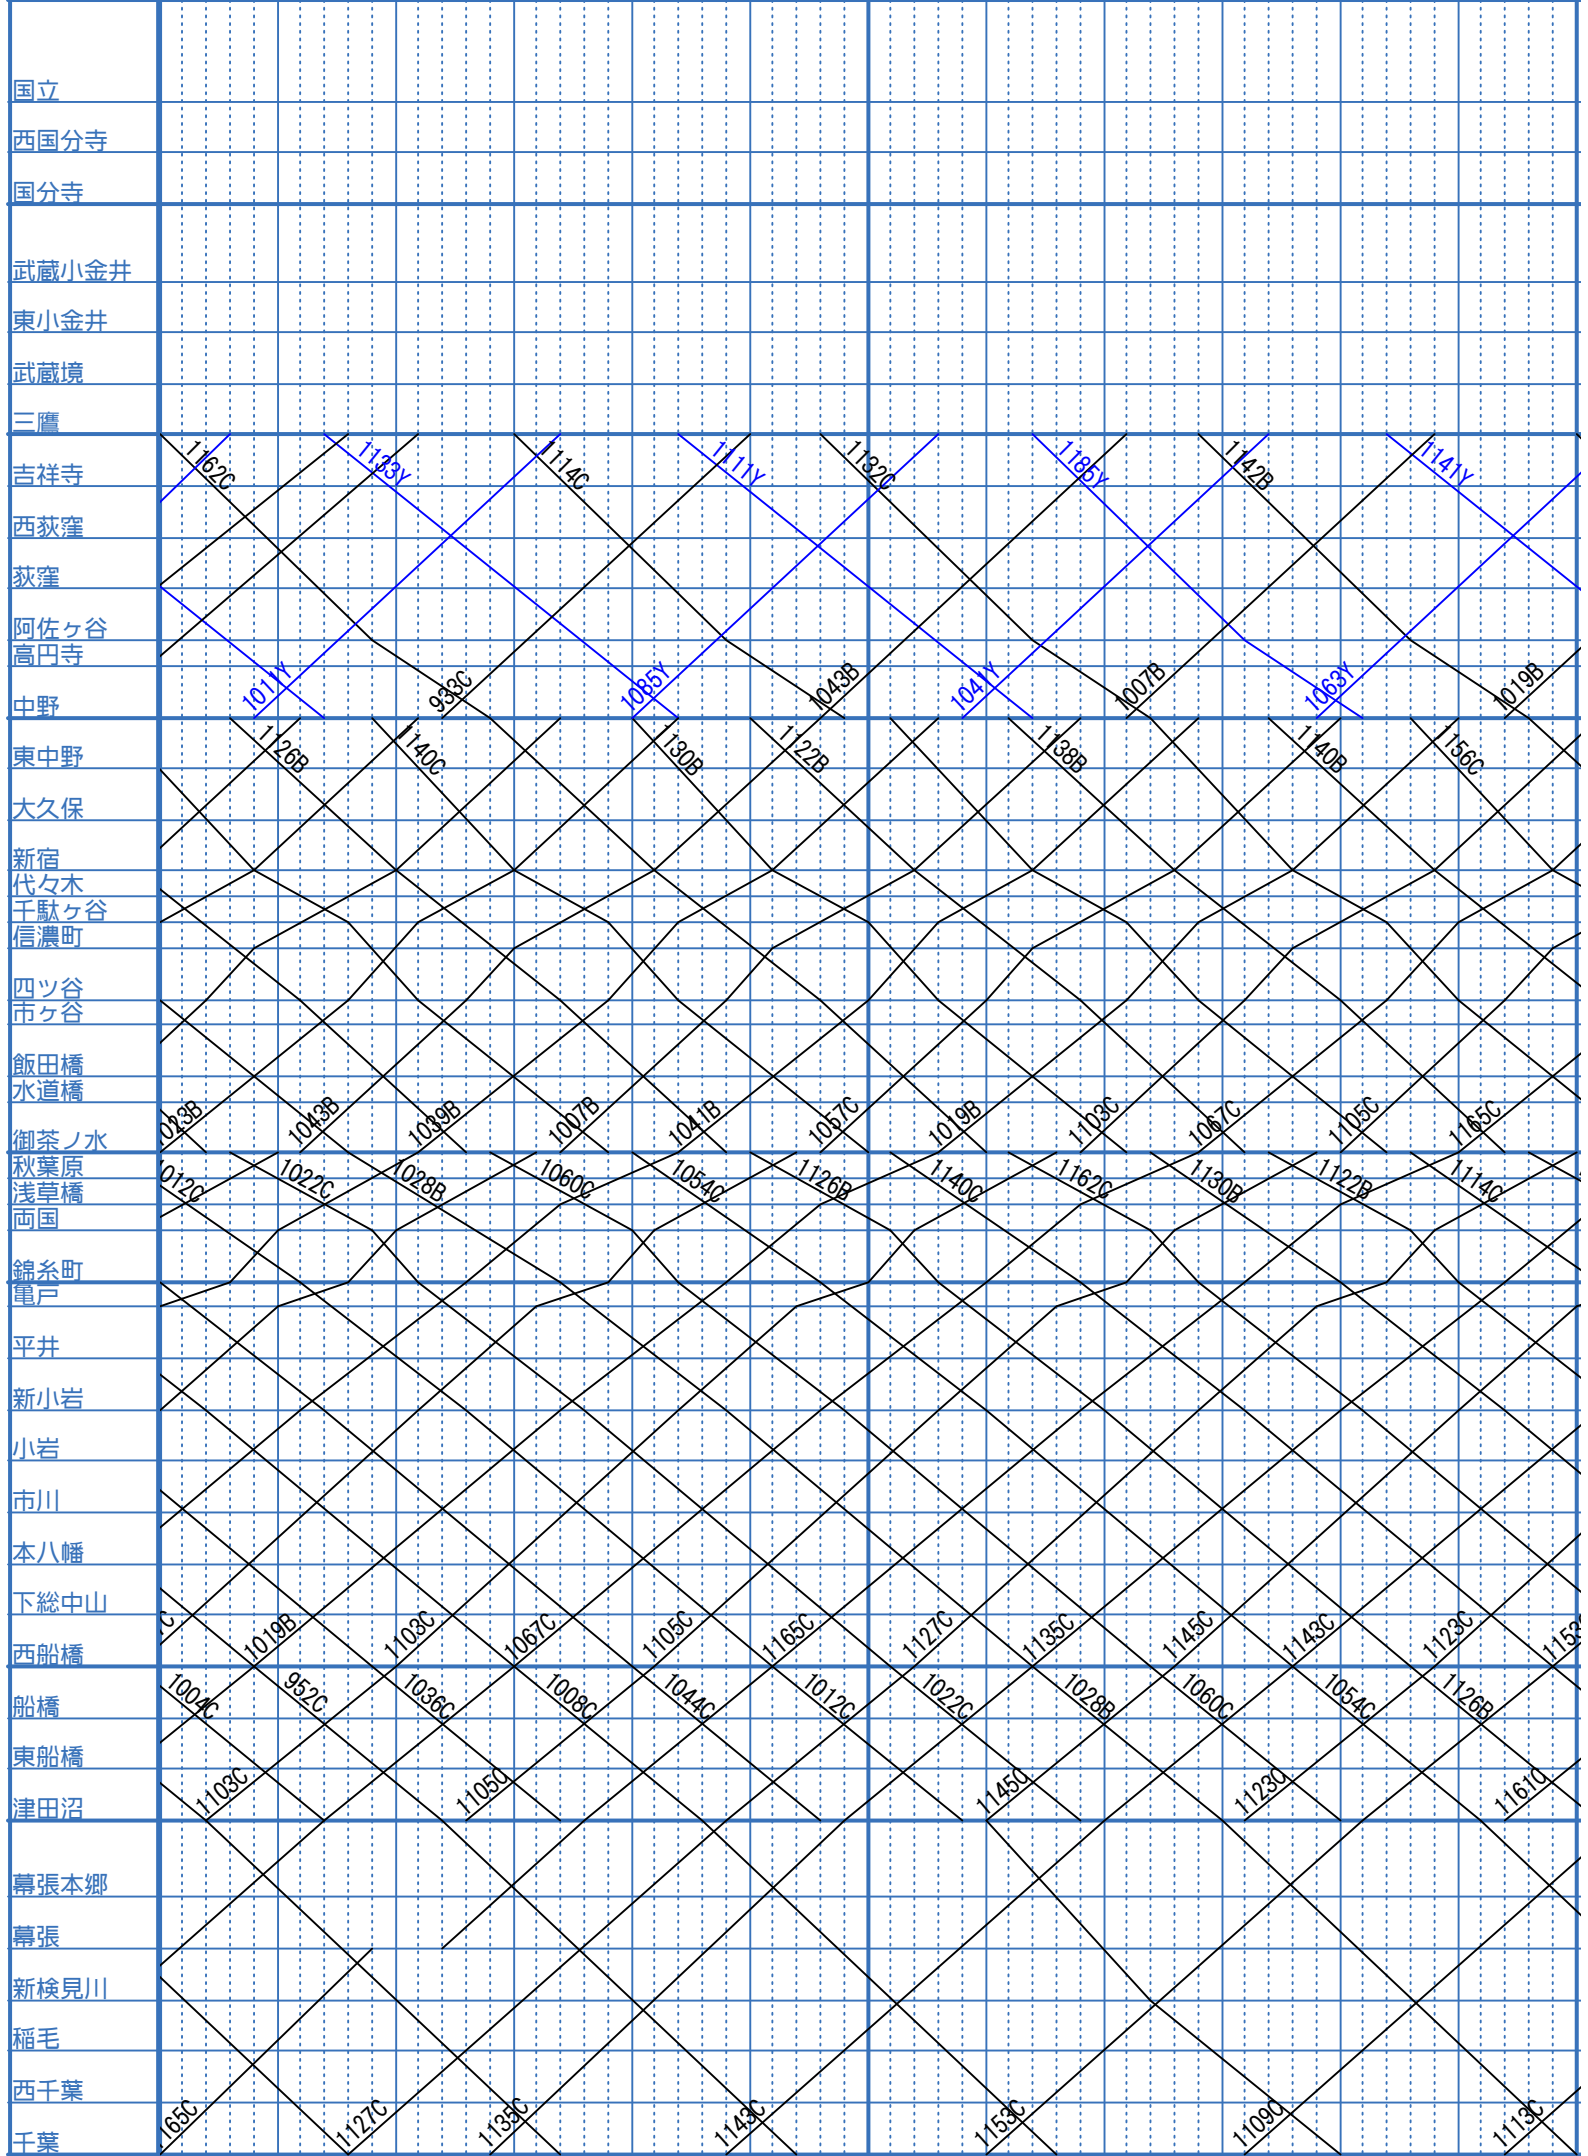 国立
西国分寺
国分寺
武蔵小金井
東小金井
武蔵境
三鷹
吉祥寺
1162C 1133Y 1114C 1111Y 1132C 1185Y 1142B 1141Y
西荻窪
荻窪
阿佐ヶ谷
高円寺
中野
1011Y 933C 1085Y 1043B 1041Y 1007B 1063Y 1019B
東中野
1126B 1140C 1130B 1122B 1138B 1140B 1156C
大久保
新宿
代々木
千駄ヶ谷
信濃町
四ツ谷
市ヶ谷
飯田橋
水道橋
御茶ノ水
1023B 1043B 1039B 1007B 1041B 1057C 1019B 1103C 1067C 1105C 1165C
秋葉原
1012C 1022C 1028B 1060C 1054C 1126B 1140C 1162C 1130B 1122B 1114C
浅草橋
両国
錦糸町
亀戸
平井
新小岩
小岩
市川
本八幡
下総中山
西船橋
C 1019B 1103C 1067C 1105C 1165C 1127C 1135C 1145C 1143C 1123C 1153
船橋
1004C 952C 1036C 1008C 1044C 1012C 1022C 1028B 1060C 1054C 1126B
東船橋
津田沼
1103C 1105C 1145C 1123C 1161C
幕張本郷
幕張
新検見川
稲毛
西千葉
千葉
165C 1127C 1135C 1143C 1153C 1109C 1113C